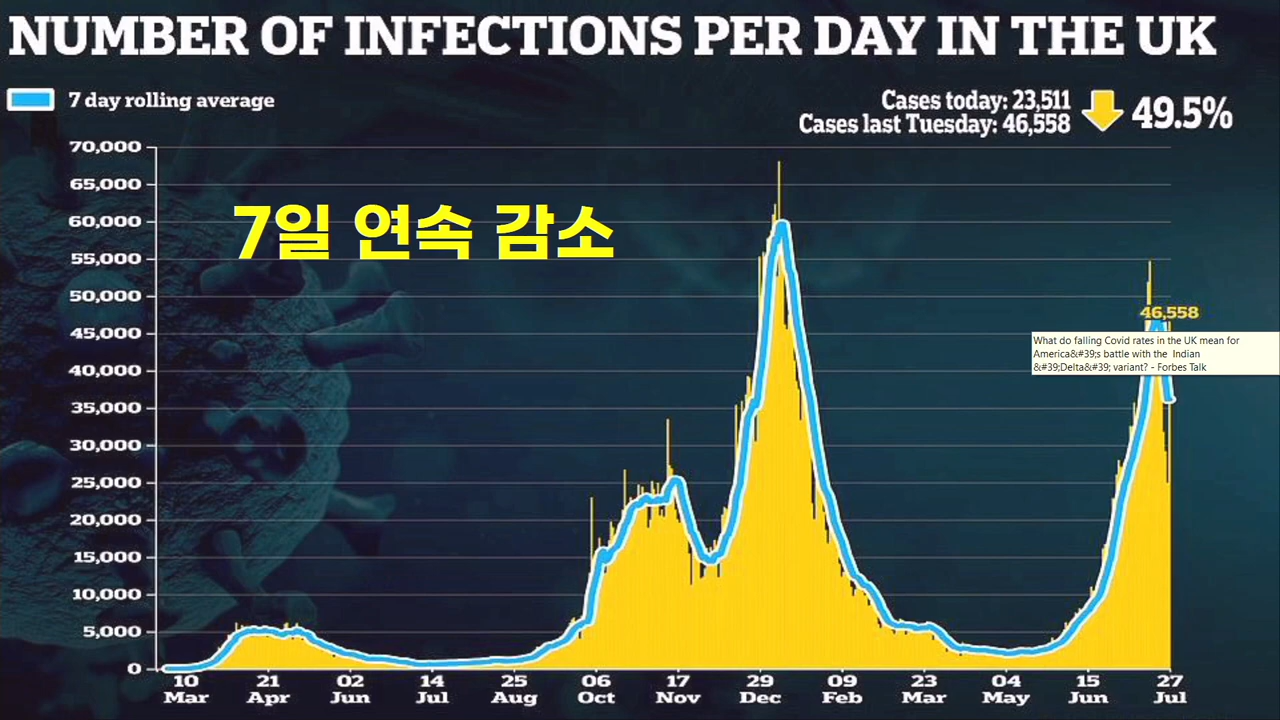 NUMBER OF INFECTIONS PER DAY IN THE UK
7 day rolling average
Cases today: 23,511
Cases last Tuesday: 46,558
49.5%
7일 연속 감소
70,000
65,000
60,000
55,000
50,000
45,000
40,000
35,000
30,000
25,000
20,000
15,000
10,000
5,000
0
46,558
What do falling Covid rates in the UK mean for
America&#39;s battle with the Indian
&#39;Delta&#39; variant? - Forbes Talk
10 21 02 14 25 06 17 29 09 23 04 15 27
Mar Apr Jun Jul Aug Oct Nov Dec Feb Mar May Jun Jul